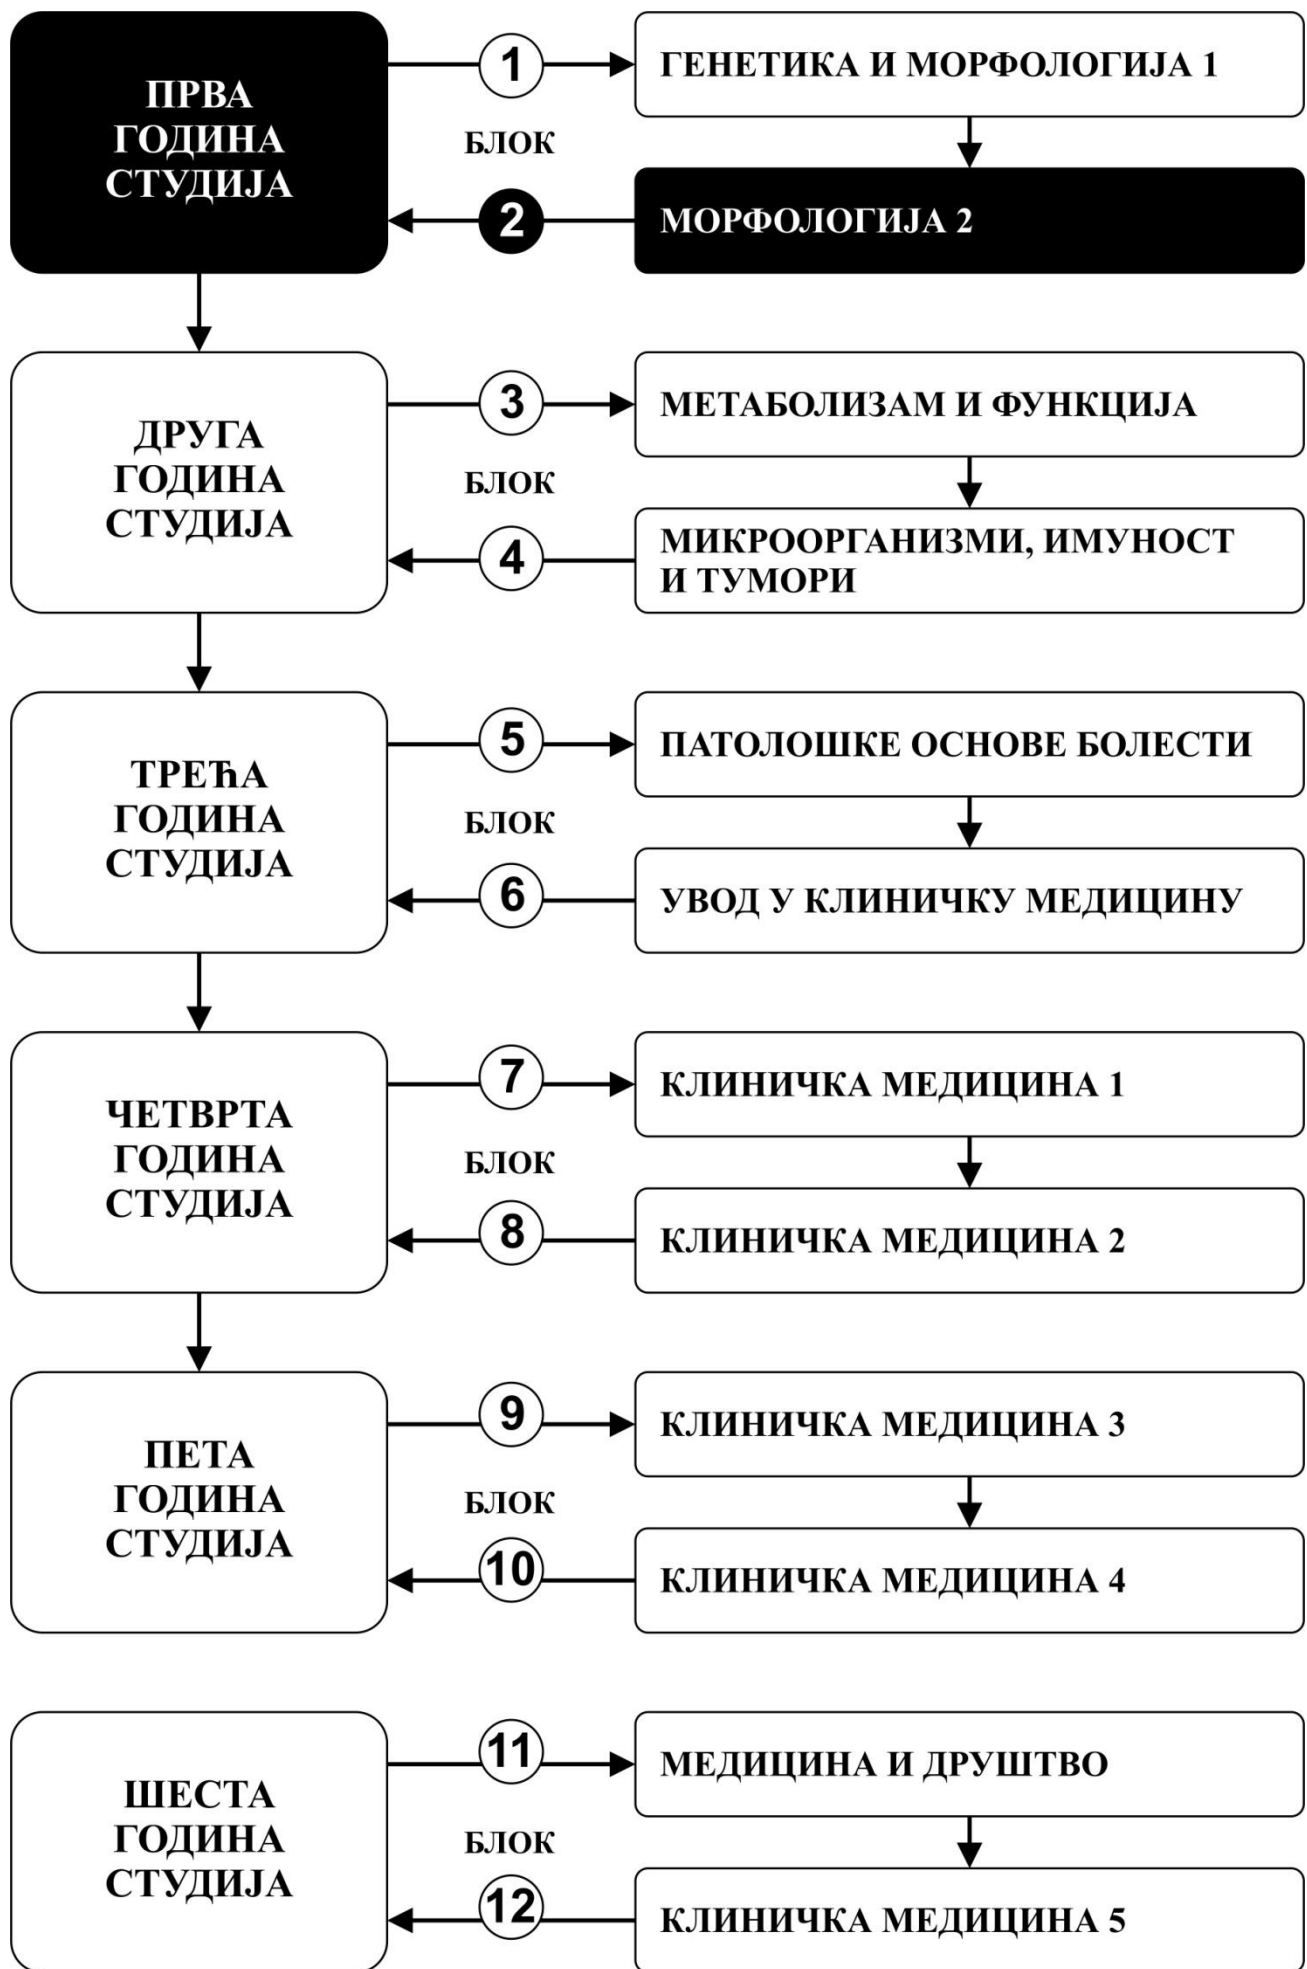 ПРВА
ГОДИНА
СТУДИЈА
1
БЛОК
2
ГЕНЕТИКА И МОРФОЛОГИЈА 1
МОРФОЛОГИЈА 2
ДРУГА
ГОДИНА
СТУДИЈА
3
БЛОК
4
МЕТАБОЛИЗАМ И ФУНКЦИЈА
МИКРООРГАНИЗМИ, ИМУНОСТ
И ТУМОРИ
ТРЕЋА
ГОДИНА
СТУДИЈА
5
БЛОК
6
ПАТОЛОШКЕ ОСНОВЕ БОЛЕСТИ
УВОД У КЛИНИЧКУ МЕДИЦИНУ
ЧЕТВРТА
ГОДИНА
СТУДИЈА
7
БЛОК
8
КЛИНИЧКА МЕДИЦИНА 1
КЛИНИЧКА МЕДИЦИНА 2
ПЕТА
ГОДИНА
СТУДИЈА
9
БЛОК
10
КЛИНИЧКА МЕДИЦИНА 3
КЛИНИЧКА МЕДИЦИНА 4
ШЕСТА
ГОДИНА
СТУДИЈА
11
БЛОК
12
МЕДИЦИНА И ДРУШТВО
КЛИНИЧКА МЕДИЦИНА 5